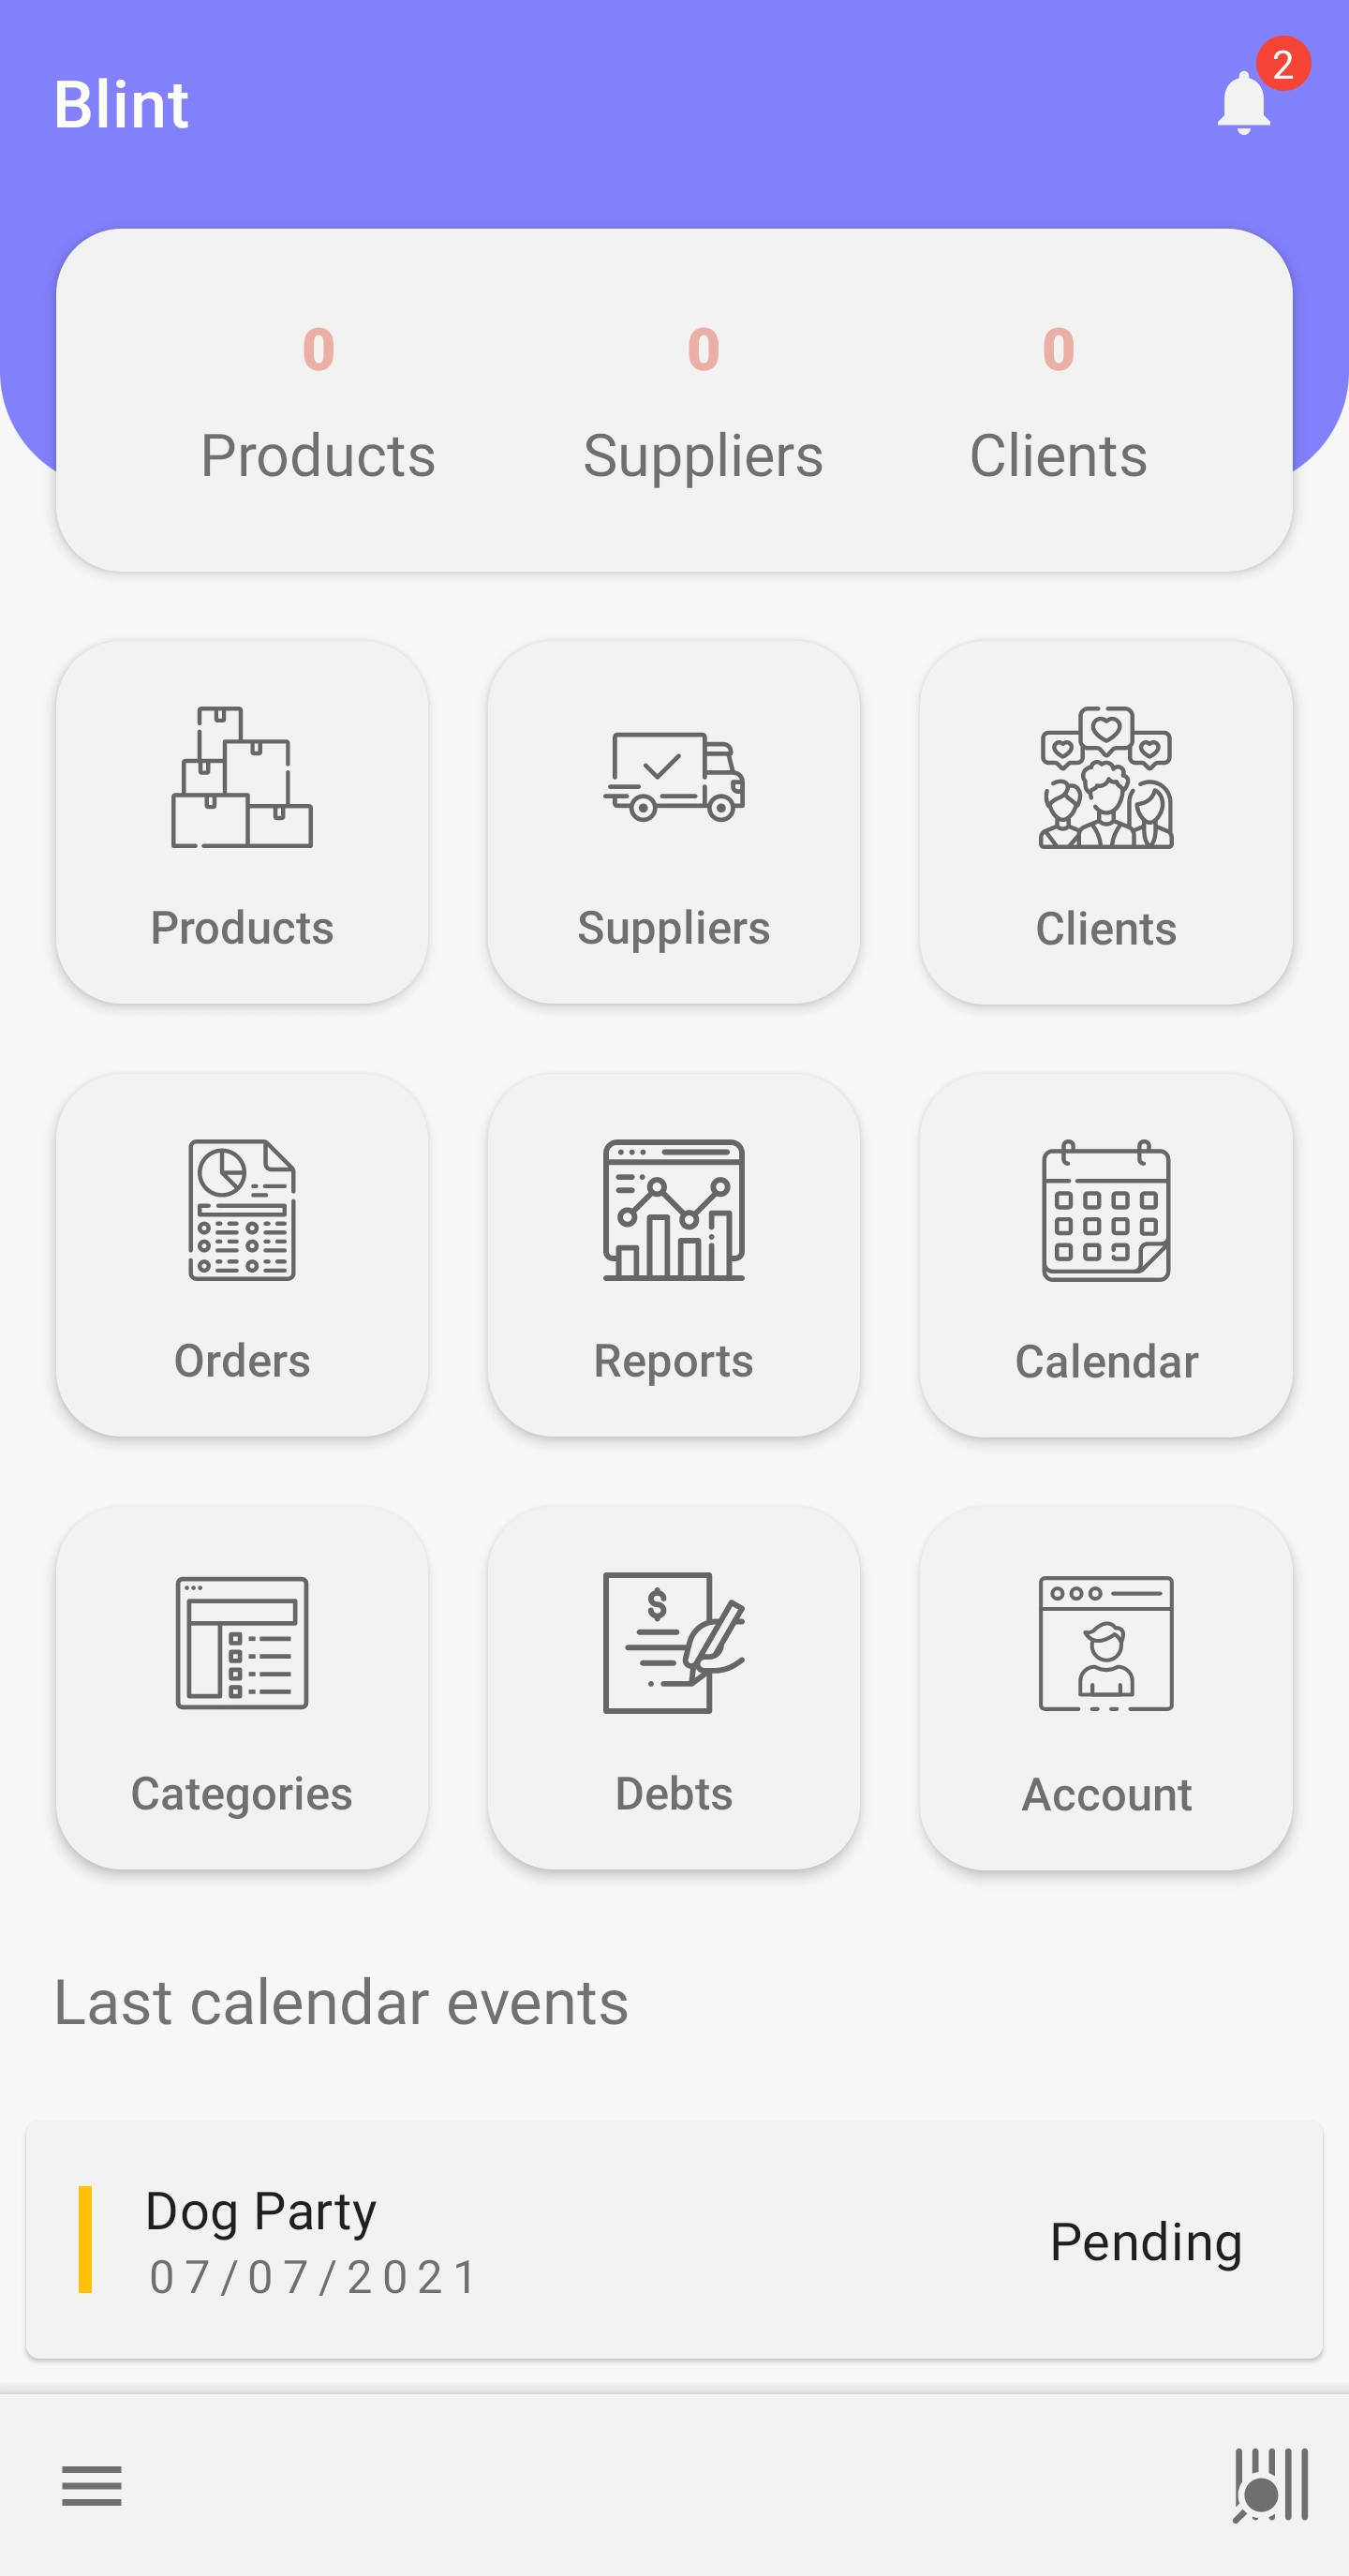 Blint
2
0 0 0
Products Suppliers Clients
Products Suppliers Clients
Orders Reports Calendar
$
Categories Debts Account
Last calendar events
Dog Party
Pending
07/07/2021